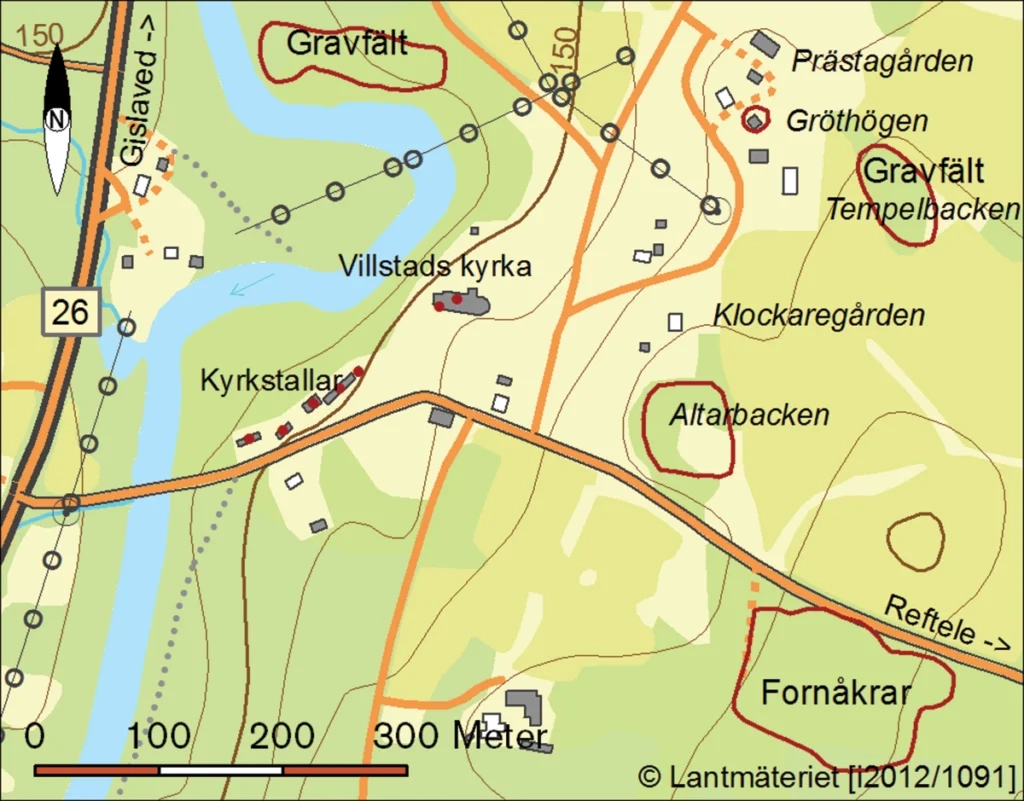 150
Gislaved ->
Gravfält
150
Prästagården
N
Gröthögen
Gravfält
Tempelbacken
Villstads kyrka
26
Klockaregården
Kyrkstallar
Altarbacken
Reftele ->
Fornåkrar
0 100 200 300 Meter
© Lantmäteriet [i2012/1091]